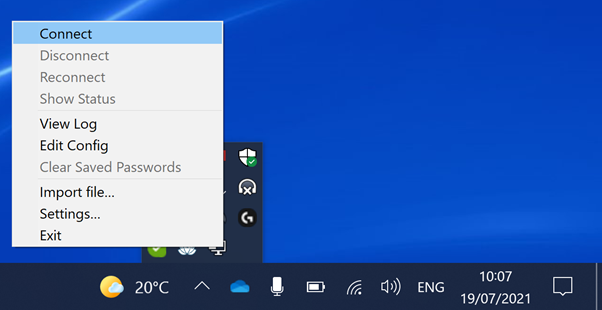 Connect
Disconnect
Reconnect
Show Status
View Log
Edit Config
Clear Saved Passwords
Import file...
Settings...
Exit
20°C
ENG
10:07
19/07/2021